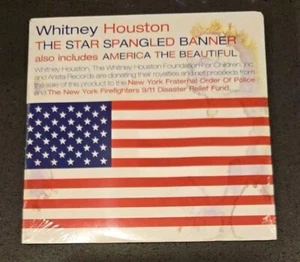 Whitney Houston
THE STAR SPANGLED BANNER
also includes AMERICA THE BEAUTIFUL
Whitney Houston, The Whitney Houston Foundation For Children, Inc.
and Arista Records are donating their royalties and net proceeds from
the sale of this product to the New York Fraternal Order Of Police
and The New York Firefighters 9/11 Disaster Relief Fund.